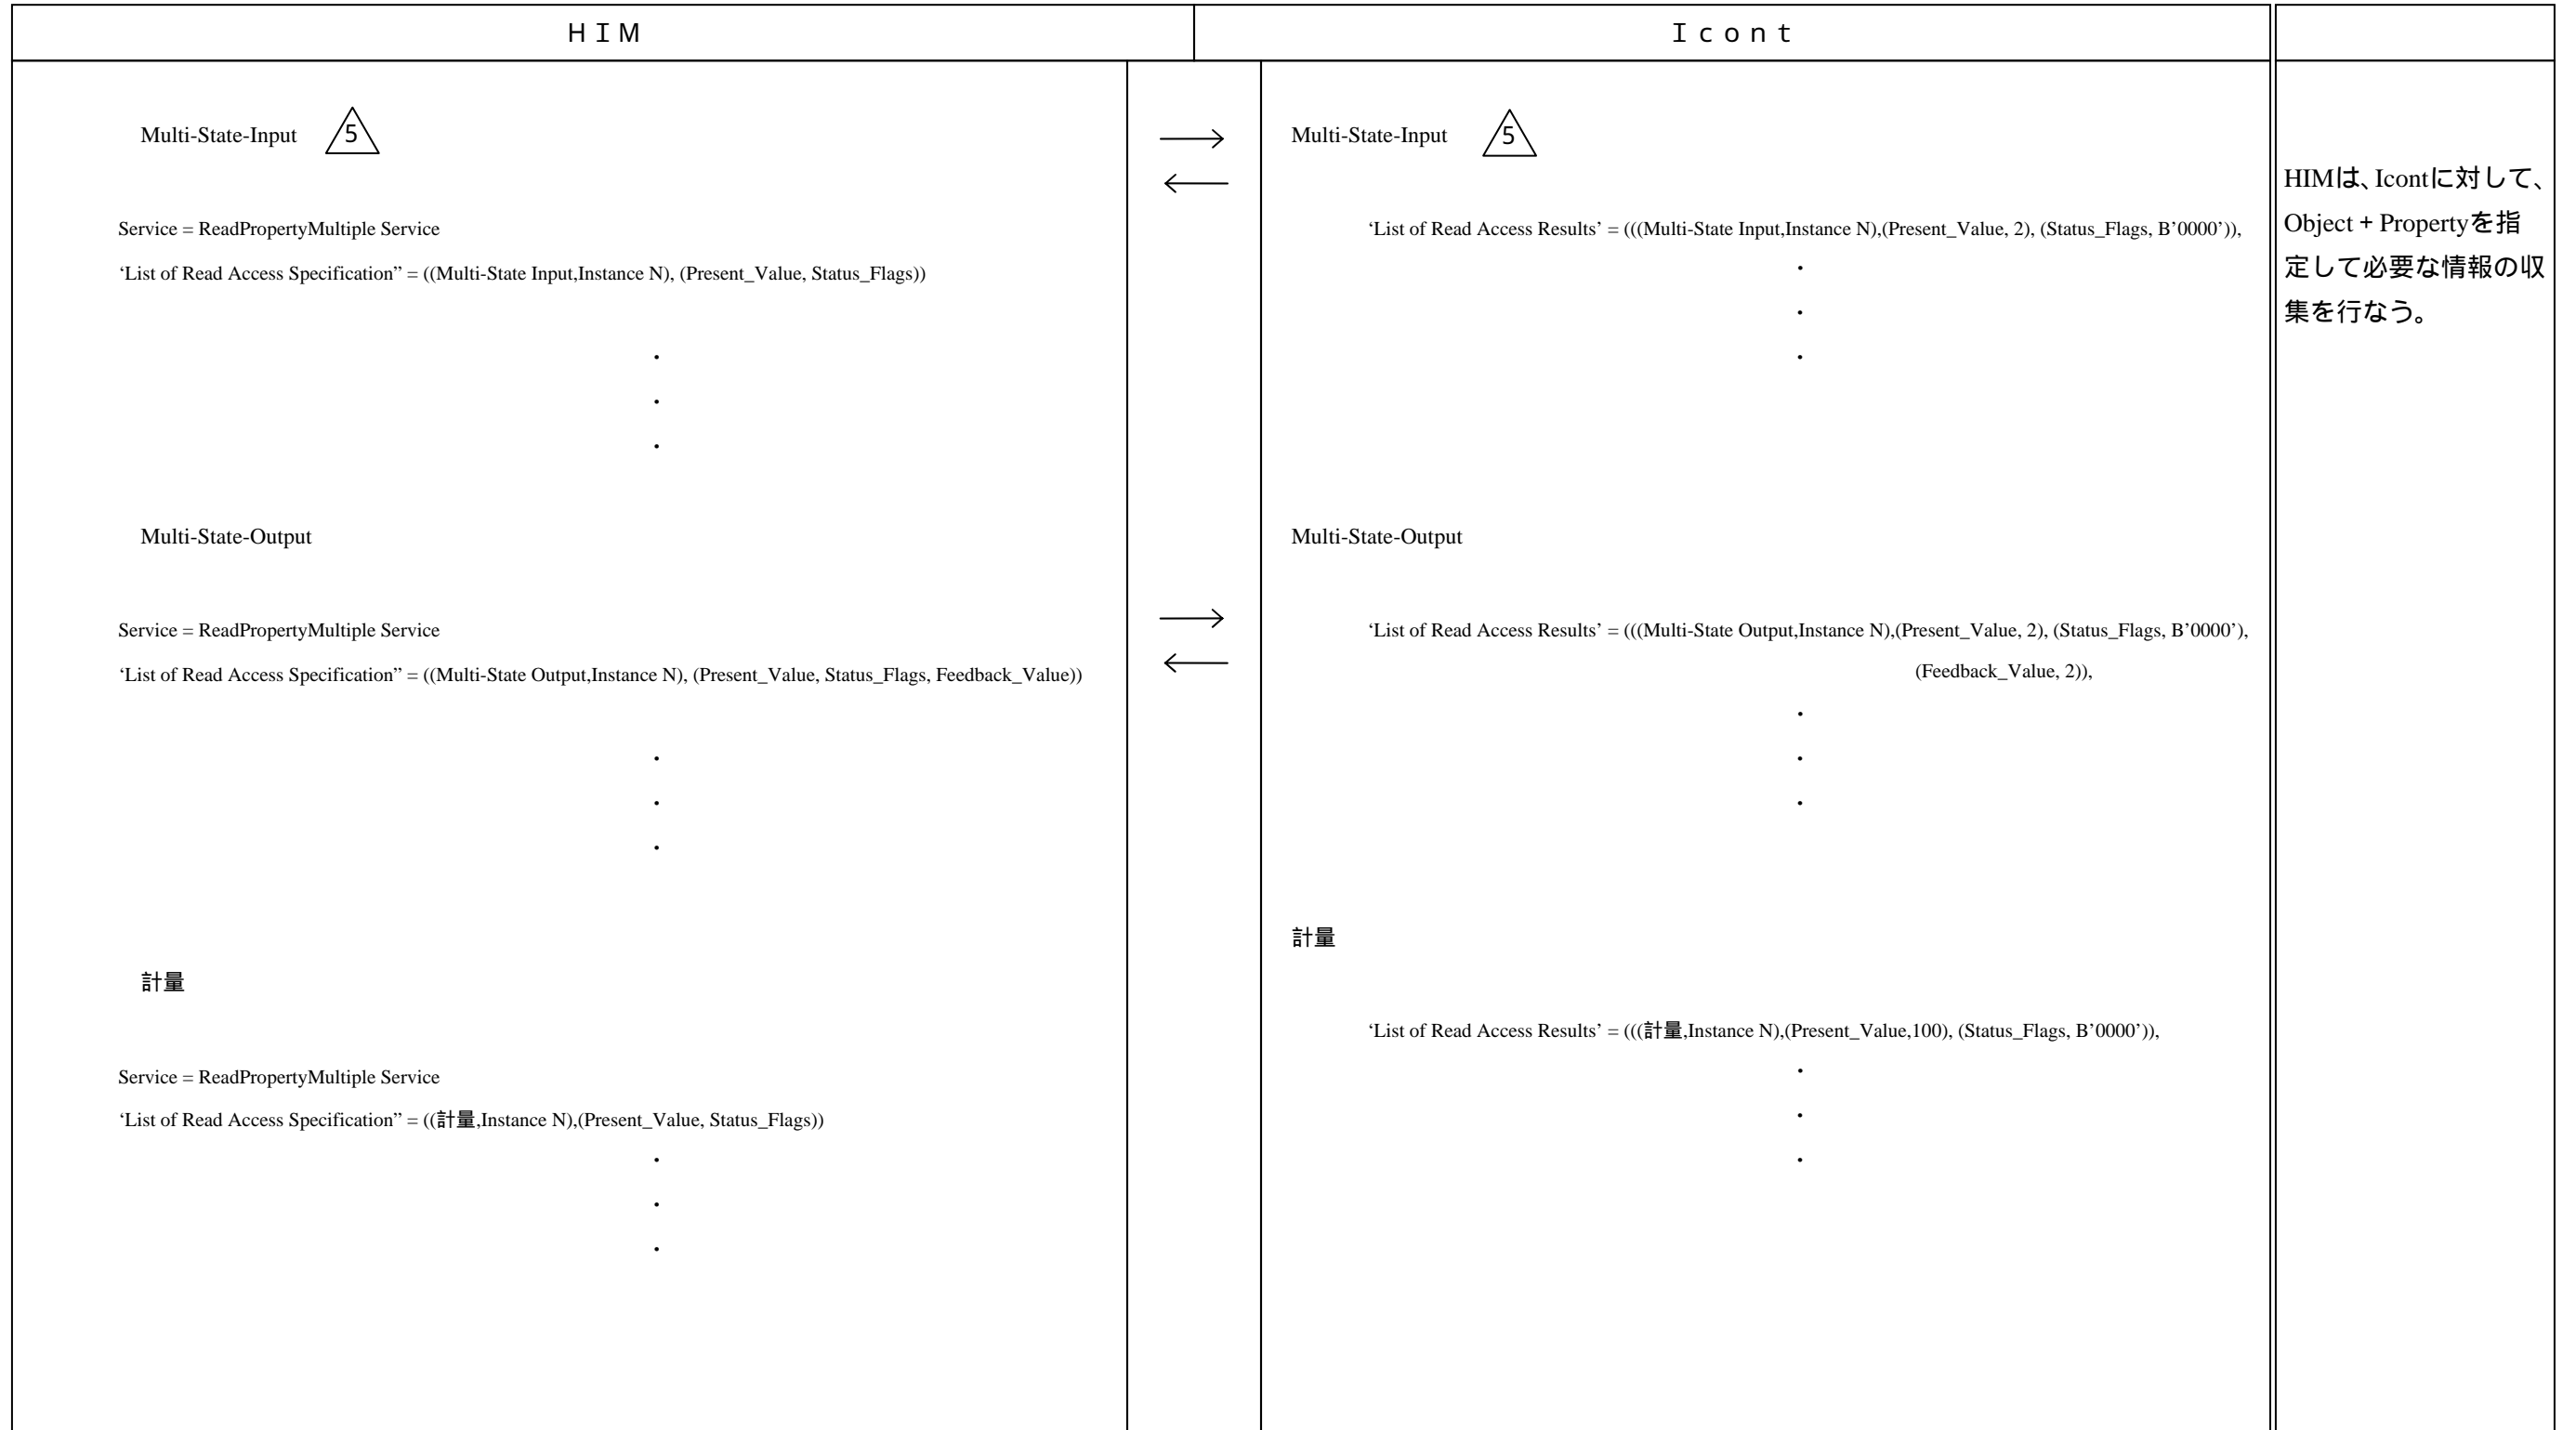 ＨＩＭ
Ｉｃｏｎｔ
Multi-State-Input
5
Service = ReadPropertyMultiple Service
‘List of Read Access Specification” = ((Multi-State Input,Instance N), (Present_Value, Status_Flags))
・
・
・
Multi-State-Output
Service = ReadPropertyMultiple Service
‘List of Read Access Specification” = ((Multi-State Output,Instance N), (Present_Value, Status_Flags, Feedback_Value))
・
・
・
計量
Service = ReadPropertyMultiple Service
‘List of Read Access Specification” = ((計量,Instance N),(Present_Value, Status_Flags))
・
・
・
Multi-State-Input
5
‘List of Read Access Results’ = (((Multi-State Input,Instance N),(Present_Value, 2), (Status_Flags, B’0000’)),
・
・
・
Multi-State-Output
‘List of Read Access Results’ = (((Multi-State Output,Instance N),(Present_Value, 2), (Status_Flags, B’0000’),
(Feedback_Value, 2)),
・
・
・
計量
‘List of Read Access Results’ = (((計量,Instance N),(Present_Value,100), (Status_Flags, B’0000’)),
・
・
・
HIMは、Icontに対して、
Object + Propertyを指
定して必要な情報の収
集を行なう。